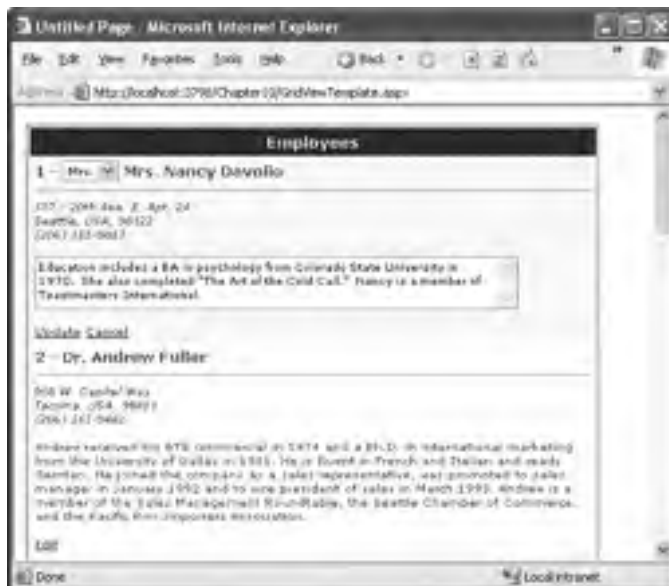 Untitled Page - Microsoft Internet Explorer
File Edit View Favorites Tools Help Back
Address http://localhost:3796/Chapter10/GridViewTemplate.aspx
Employees
1 - Mrs. Mrs. Nancy Davolio
20th Ave. E. Apt. 2A
Seattle, USA, 98122
(206)
Education includes a BA in psychology from Colorado State University in
1970. She also completed "The Art of the Cold Call." Nancy is a member of
Toastmasters International.
Update Cancel
2 - Dr. Andrew Fuller
908 W. Capital Way
Tacoma, USA, 98401
(206)
Andrew received his BTS commercial in 1974 and a Ph.D. in international marketing
from the University of Dallas in 1981. He is fluent in French and Italian and reads
German. He joined the company as a sales representative, was promoted to sales
manager in January 1992 and to vice president of sales in March 1993. Andrew is a
member of the Sales Management Roundtable, the Seattle Chamber of Commerce,
and the Pacific Rim Importers Association.
Edit
Done Local intranet